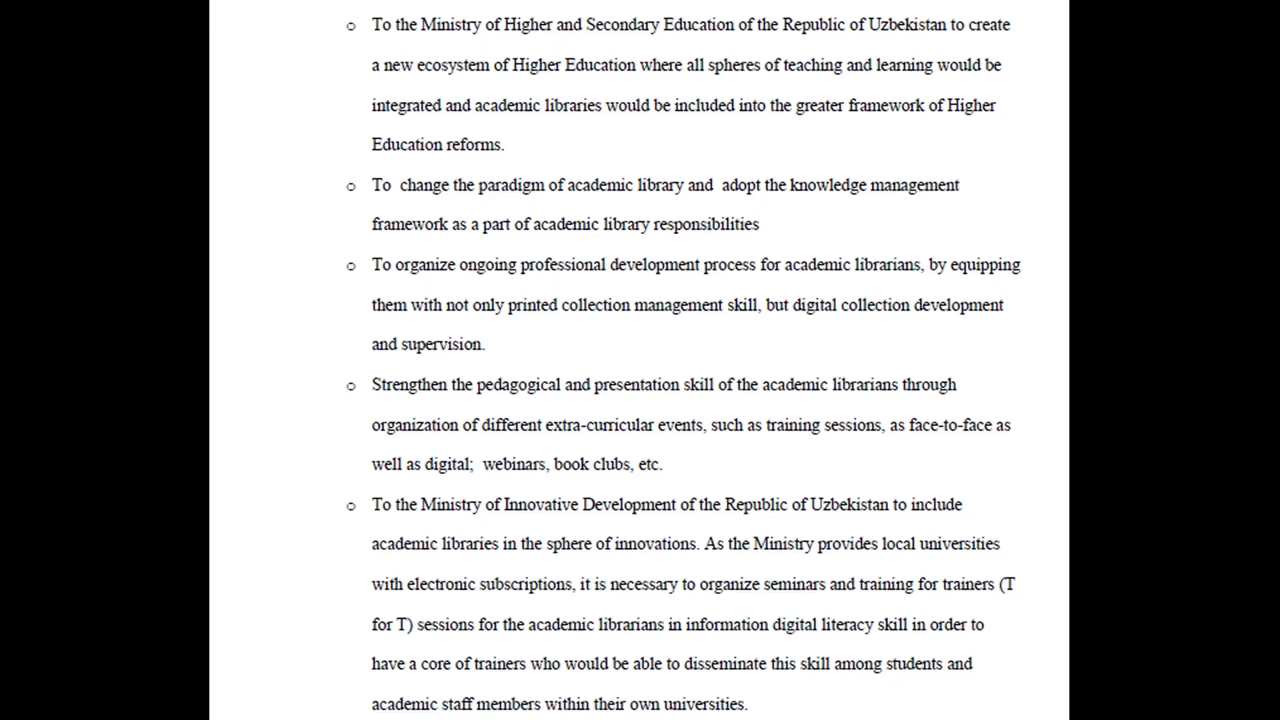 o To the Ministry of Higher and Secondary Education of the Republic of Uzbekistan to create
a new ecosystem of Higher Education where all spheres of teaching and learning would be
integrated and academic libraries would be included into the greater framework of Higher
Education reforms.
o To  change the paradigm of academic library and  adopt the knowledge management
framework as a part of academic library responsibilities
o To organize ongoing professional development process for academic librarians, by equipping
them with not only printed collection management skill, but digital collection development
and supervision.
o Strengthen the pedagogical and presentation skill of the academic librarians through
organization of different extra-curricular events, such as training sessions, as face-to-face as
well as digital;  webinars, book clubs, etc.
o To the Ministry of Innovative Development of the Republic of Uzbekistan to include
academic libraries in the sphere of innovations. As the Ministry provides local universities
with electronic subscriptions, it is necessary to organize seminars and training for trainers (T
for T) sessions for the academic librarians in information digital literacy skill in order to
have a core of trainers who would be able to disseminate this skill among students and
academic staff members within their own universities.